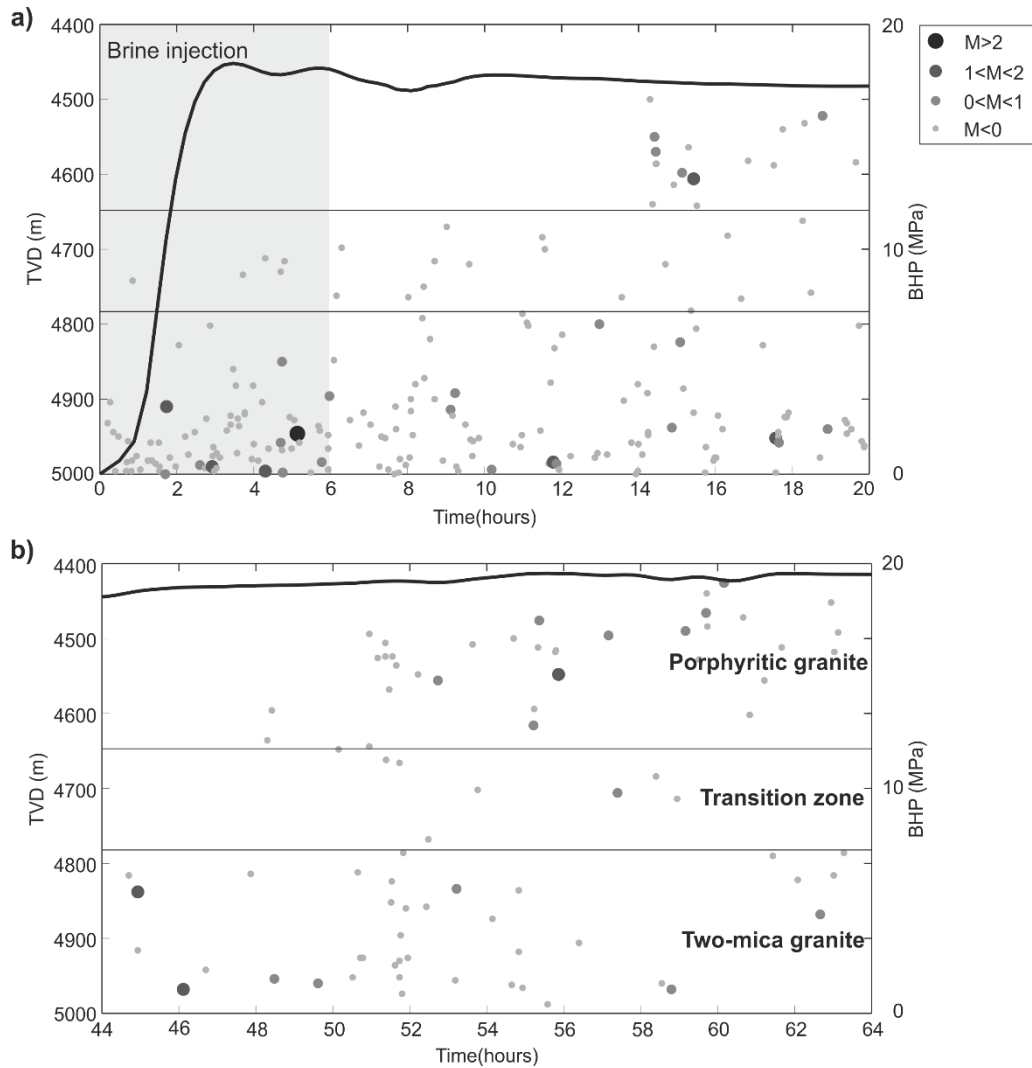 a)
Brine injection
M>2
1<M<2
0<M<1
M<0
4400
4500
4600
4700
4800
4900
5000
TVD (m)
20
10
0
BHP (MPa)
0 2 4 6 8 10 12 14 16 18 20
Time(hours)
b)
4400
4500
4600
4700
4800
4900
5000
TVD (m)
Porphyritic granite
Transition zone
Two-mica granite
20
10
0
BHP (MPa)
44 46 48 50 52 54 56 58 60 62 64
Time(hours)